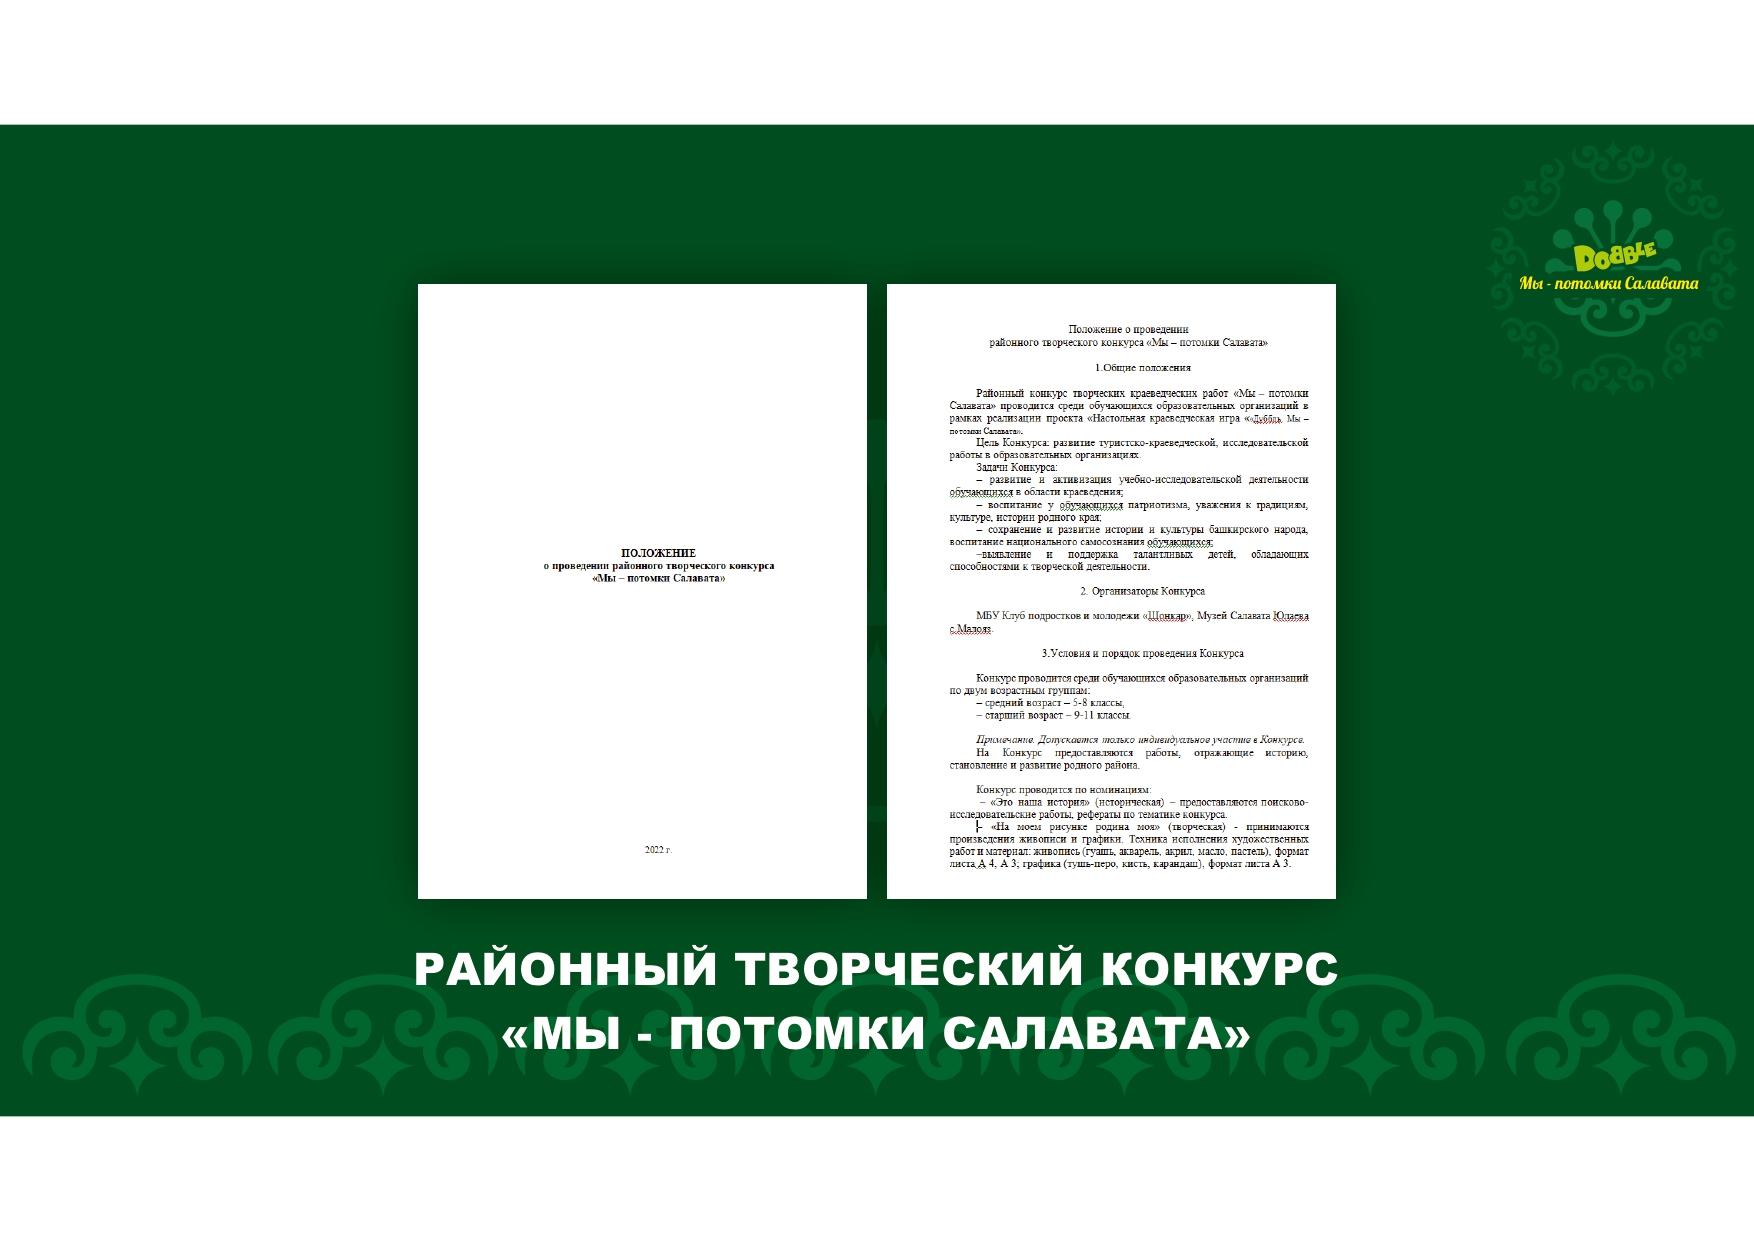 DOBBLE
Мы - потомки Салавата
ПОЛОЖЕНИЕ
о проведении районного творческого конкурса
«Мы – потомки Салавата»
2022 г.
Положение о проведении
районного творческого конкурса «Мы – потомки Салавата»
1.Общие положения
Районный конкурс творческих краеведческих работ «Мы – потомки
Салавата» проводится среди обучающихся образовательных организаций в
рамках реализации проекта «Настольная краеведческая игра ««Дуббль. Мы –
потомки Салавата».
Цель Конкурса: развитие туристско-краеведческой, исследовательской
работы в образовательных организациях.
Задачи Конкурса:
– развитие и активизация учебно-исследовательской деятельности
обучающихся в области краеведения;
– воспитание у обучающихся патриотизма, уважения к традициям,
культуре, истории родного края;
– сохранение и развитие истории и культуры башкирского народа,
воспитание национального самосознания обучающихся;
–выявление и поддержка талантливых детей, обладающих
способностями к творческой деятельности.
2. Организаторы Конкурса
МБУ Клуб подростков и молодежи «Шонкар», Музей Салавата Юлаева
с.Малояз.
3.Условия и порядок проведения Конкурса
Конкурс проводится среди обучающихся образовательных организаций
по двум возрастным группам:
– средний возраст – 5-8 классы,
– старший возраст – 9-11 классы.
Примечание. Допускается только индивидуальное участие в Конкурсе.
На Конкурс предоставляются работы, отражающие историю,
становление и развитие родного района.
Конкурс проводится по номинациям:
– «Это наша история» (историческая) – предоставляются поисково-
исследовательские работы, рефераты по тематике конкурса.
- «На моем рисунке родина моя» (творческая) - принимаются
произведения живописи и графики. Техника исполнения художественных
работ и материал: живопись (гуашь, акварель, акрил, масло, пастель), формат
листа А 4, А 3; графика (тушь-перо, кисть, карандаш), формат листа А 3.
РАЙОННЫЙ ТВОРЧЕСКИЙ КОНКУРС
«МЫ - ПОТОМКИ САЛАВАТА»